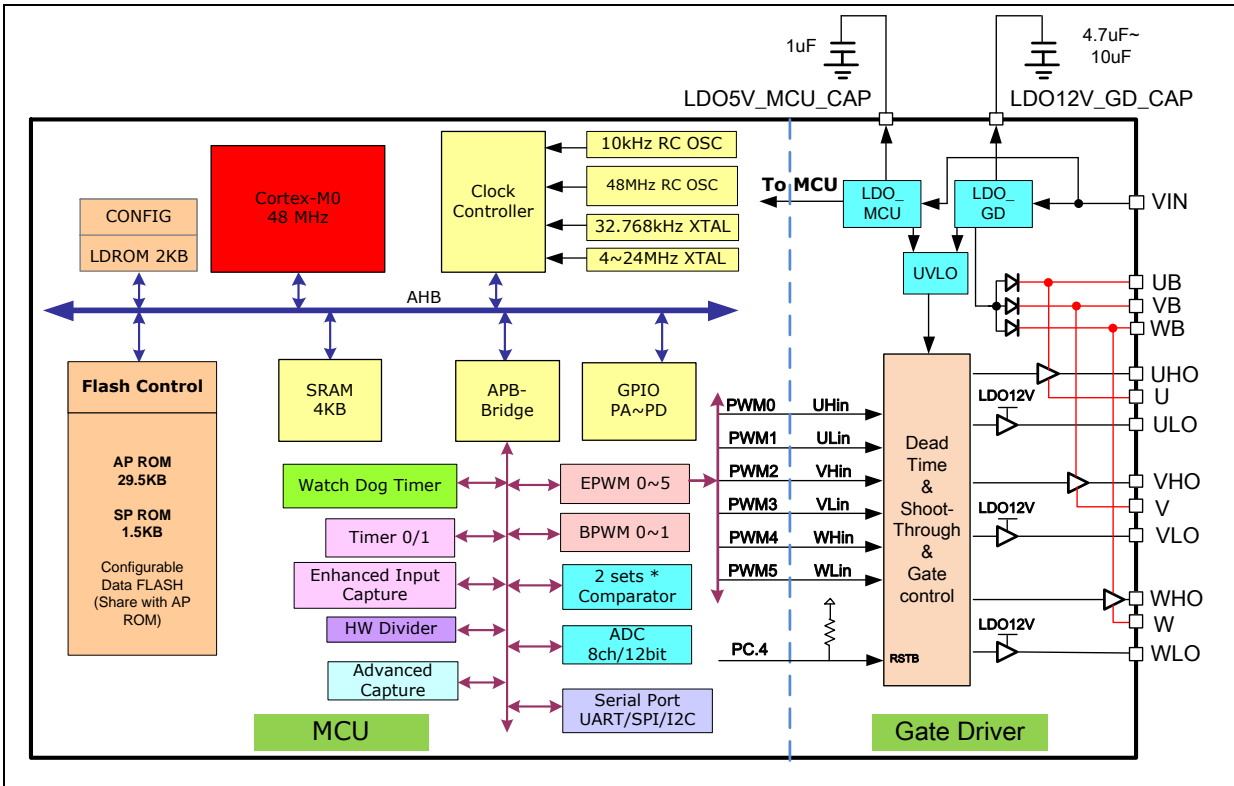 1uF
4.7uF~
10uF
LDO5V_MCU_CAP
LDO12V_GD_CAP
CONFIG
LDROM 2KB
Cortex-M0
48 MHz
Clock
Controller
10kHz RC OSC
48MHz RC OSC
32.768kHz XTAL
4~24MHz XTAL
To MCU
LDO_
MCU
LDO_
GD
VIN
UVLO
AHB
UB
VB
WB
Flash Control
AP ROM
29.5KB
SP ROM
1.5KB
Configurable
Data FLASH
(Share with AP
ROM)
SRAM
4KB
APB-
Bridge
GPIO
PA~PD
Watch Dog Timer
Timer 0/1
Enhanced Input
Capture
HW Divider
Advanced
Capture
EPWM 0~5
BPWM 0~1
2 sets *
Comparator
ADC
8ch/12bit
Serial Port
UART/SPI/I2C
PWM0 UHin
PWM1 ULin
PWM2 VHin
PWM3 VLin
PWM4 WHin
PWM5 WLin
PC.4
RSTB
Dead
Time
&
Shoot-
Through
&
Gate
control
UHO
U
LDO12V
ULO
VHO
V
LDO12V
VLO
WHO
W
LDO12V
WLO
MCU
Gate Driver